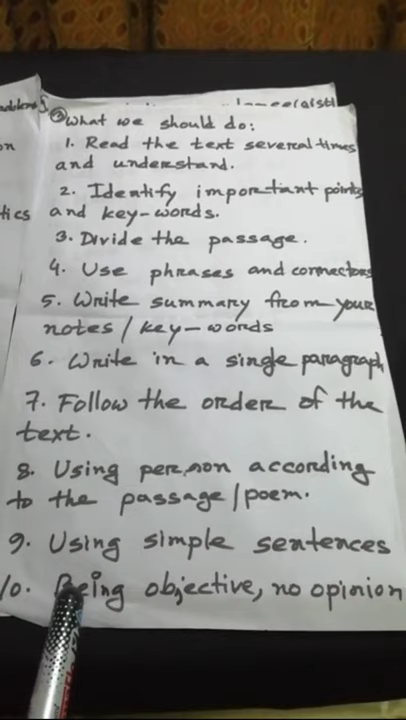 What we should do:
1. Read the text several times
and understand.
2. Identify important points
and key-words.
3. Divide the passage.
4. Use phrases and connectors
5. Write summary from your
notes / key-words
6. Write in a single paragraph
7. Follow the order of the
text.
8. Using person according
to the passage/poem.
9. Using simple sentences
10. Being objective, no opinion